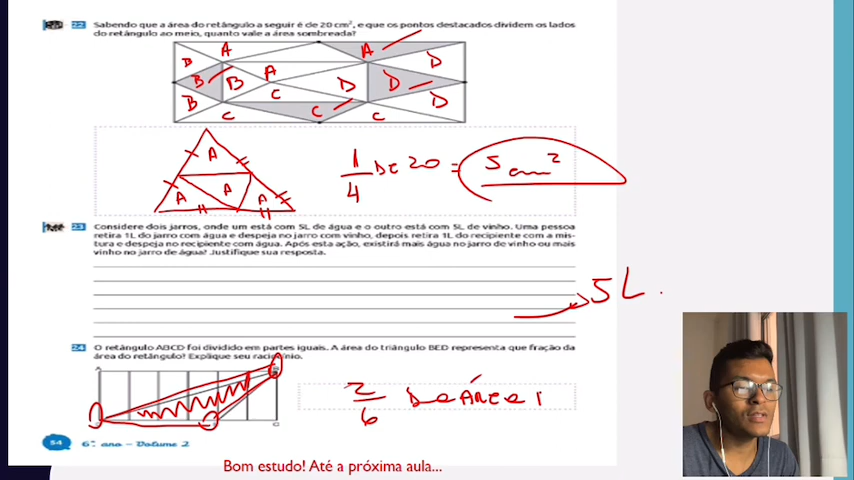 22 Sabendo que a área do retângulo a seguir é de 20 cm², e que os pontos destacados dividem os lados
do retângulo ao meio, quanto vale a área sombreada?
A A
B D
B B A D D
C
B C C C D
A
A A A
1/4 DE 20 = 5 cm²
23 Considere dois jarros, onde um está com 5L de água e o outro está com 5L de vinho. Uma pessoa
retira 1L do jarro com água e despeja no jarro com vinho, depois retira 1L do recipiente com a mis-
tura e despeja no recipiente com água. Após esta ação, existirá mais água no jarro de vinho ou mais
vinho no jarro de água? Justifique sua resposta.
5L.
24 O retângulo ABCD foi dividido em partes iguais. A área do triângulo BED representa que fração da
área do retângulo? Explique seu raciocínio.
A
C
2/6
54 6º ano – Volume 2
Bom estudo! Até a próxima aula...